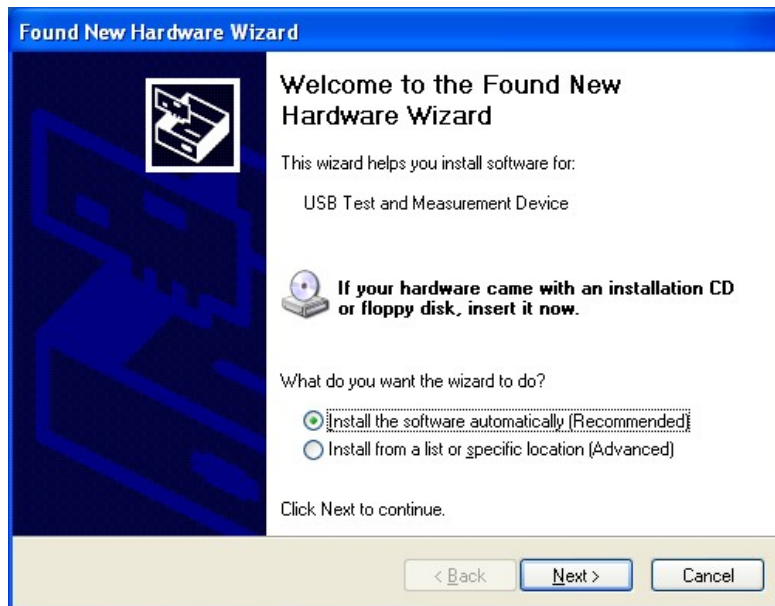 Found New Hardware Wizard
Welcome to the Found New
Hardware Wizard
This wizard helps you install software for:
USB Test and Measurement Device
If your hardware came with an installation CD
or floppy disk, insert it now.
What do you want the wizard to do?
Install the software automatically (Recommended)
Install from a list or specific location (Advanced)
Click Next to continue.
< Back Next > Cancel